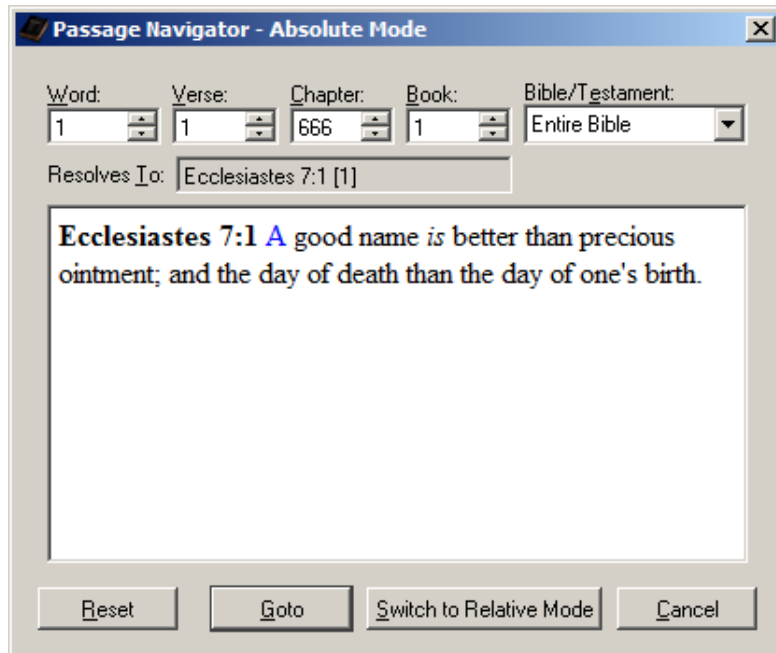 Passage Navigator - Absolute Mode
Word: Verse: Chapter: Book: Bible/Testament:
1 1 666 1 Entire Bible
Resolves To: Ecclesiastes 7:1 [1]
Ecclesiastes 7:1 A good name is better than precious
ointment; and the day of death than the day of one's birth.
Reset Goto Switch to Relative Mode Cancel